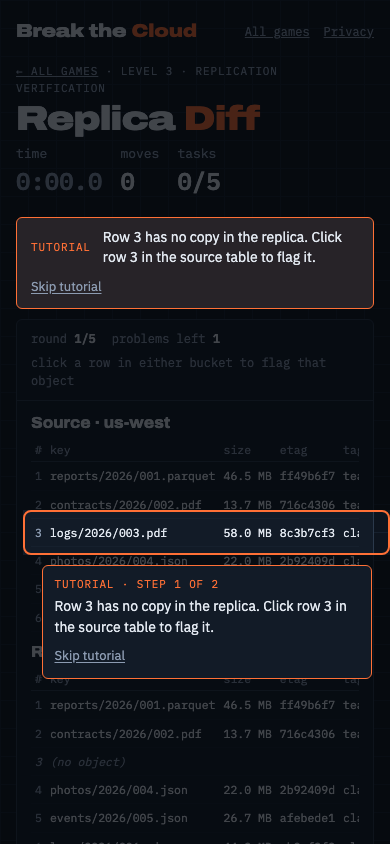 Break the Cloud
All games Privacy
← ALL GAMES · LEVEL 3 · REPLICATION
VERIFICATION
Replica Diff
time moves tasks
0:00.0 0 0/5
TUTORIAL Row 3 has no copy in the replica. Click
row 3 in the source table to flag it.
Skip tutorial
round 1/5 problems left 1
click a row in either bucket to flag that
object
Source · us-west
# key size etag
1 reports/2026/001.parquet 46.5 MB ff49b6f7
2 contracts/2026/002.pdf 13.7 MB 716c4306
3 logs/2026/003.pdf 58.0 MB 8c3b7cf3
4 photos/2026/004.json 22.0 MB 2b92409d
5
6
TUTORIAL · STEP 1 OF 2
Row 3 has no copy in the replica. Click row 3 in
the source table to flag it.
Skip tutorial
# key size etag
1 reports/2026/001.parquet 46.5 MB ff49b6f7
2 contracts/2026/002.pdf 13.7 MB 716c4306
3 (no object)
4 photos/2026/004.json 22.0 MB 2b92409d
5 events/2026/005.json 26.7 MB afebede1